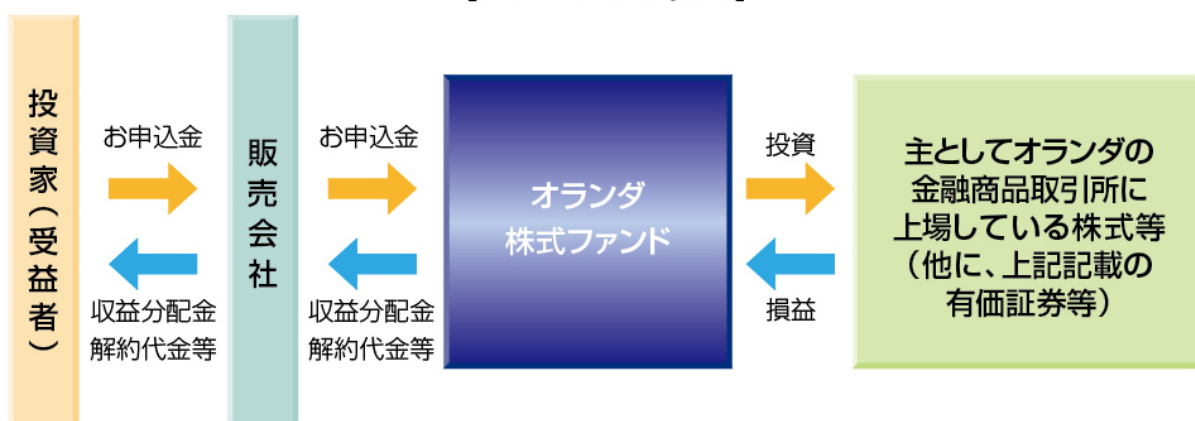 投資家（受益者）
お申込金
収益分配金
解約代金等
販売会社
お申込金
収益分配金
解約代金等
オランダ
株式ファンド
投資
損益
主としてオランダの
金融商品取引所に
上場している株式等
（他に、上記記載の
有価証券等）